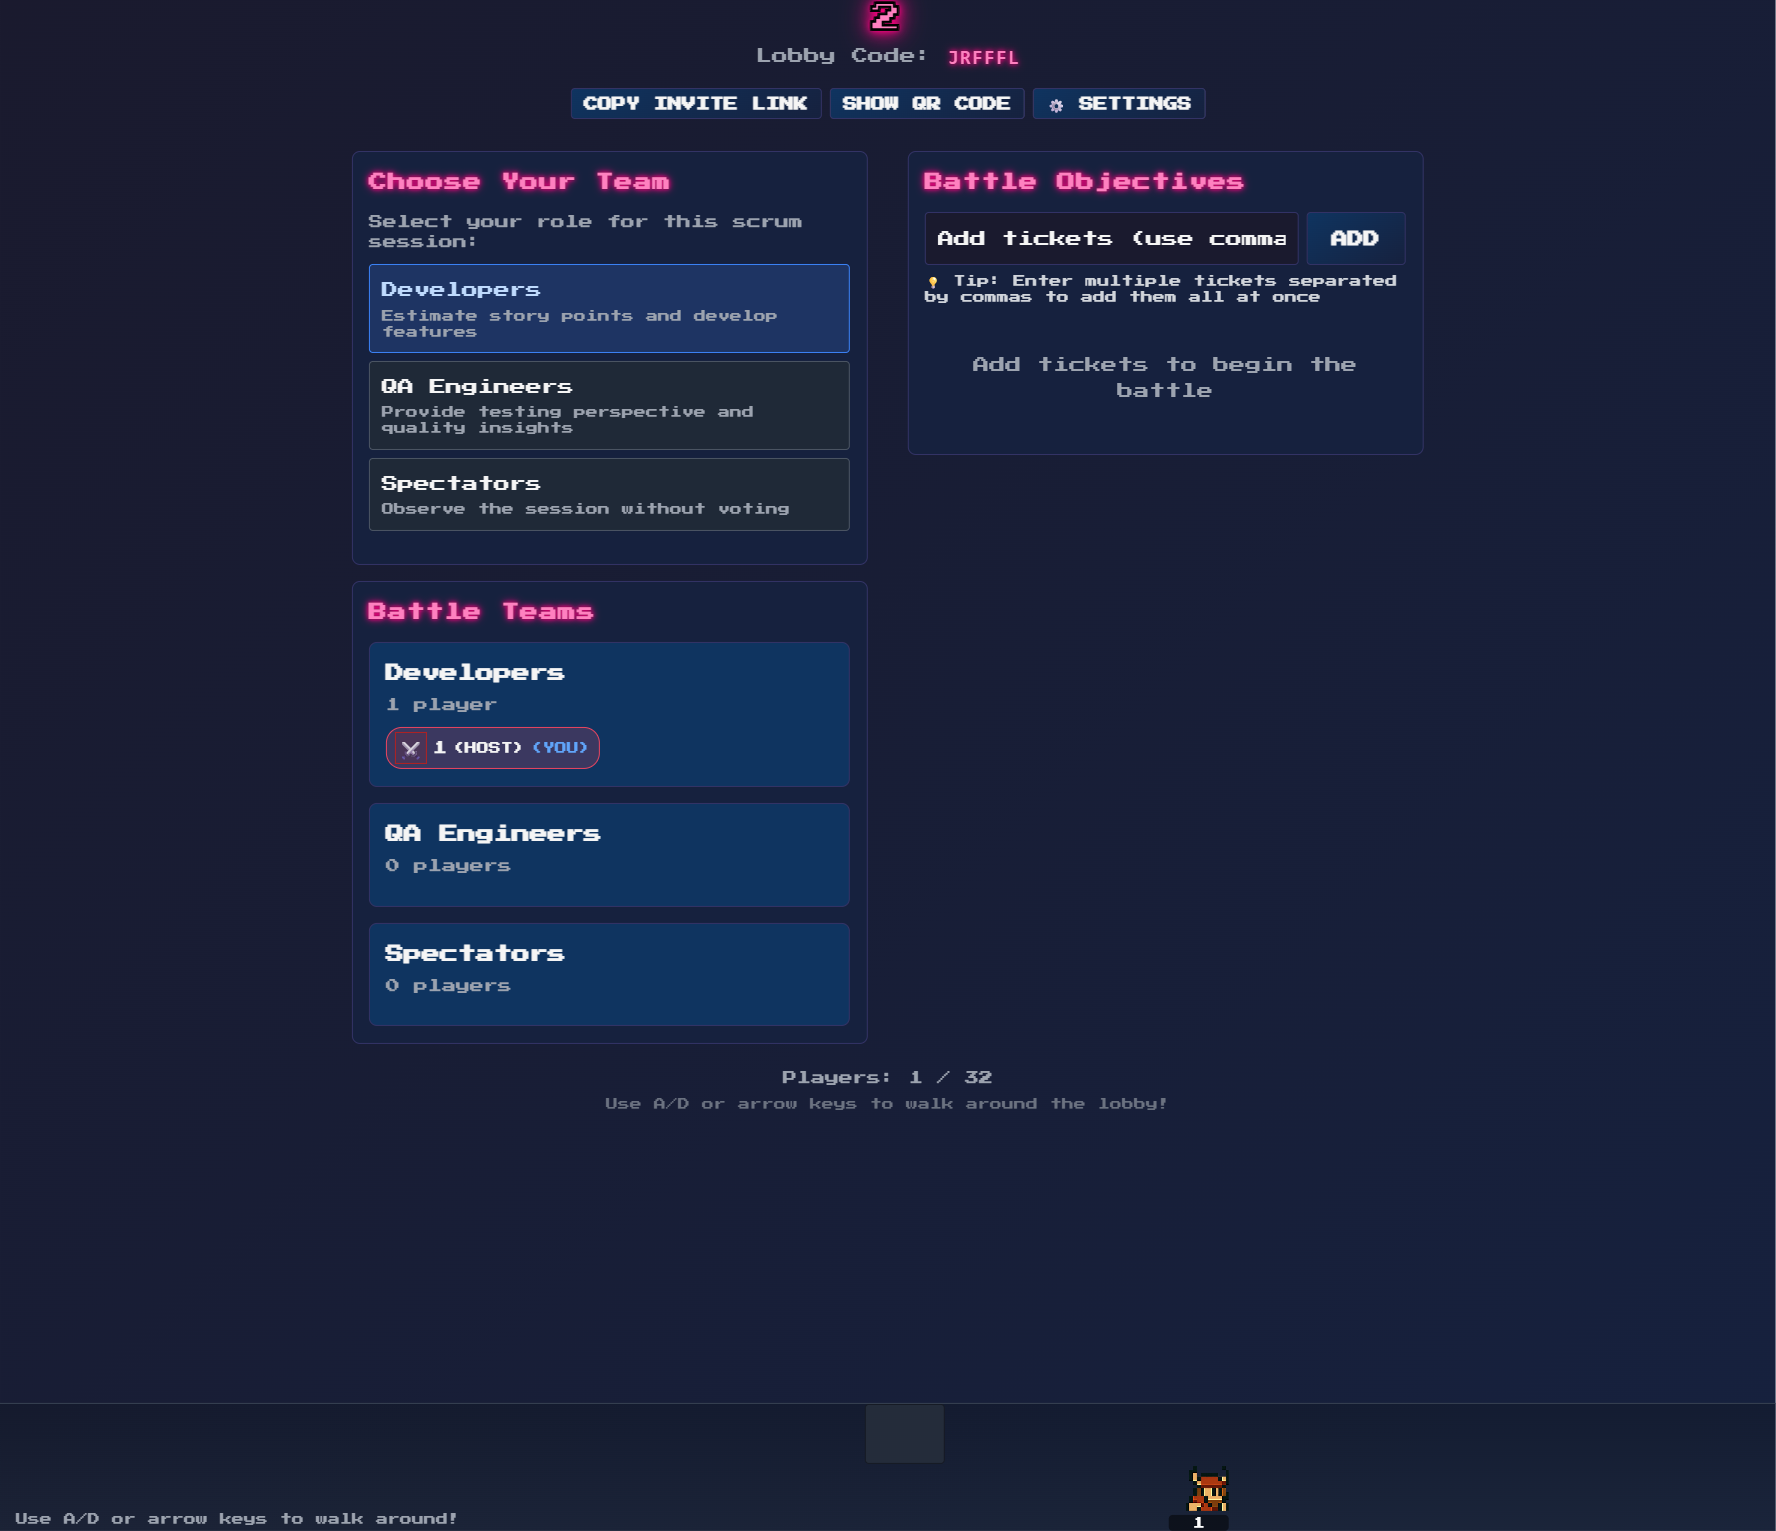 2
Lobby Code: JRFFFL
COPY INVITE LINK
SHOW QR CODE
SETTINGS
Choose Your Team
Select your role for this scrum
session:
Developers
Estimate story points and develop
features
QA Engineers
Provide testing perspective and
quality insights
Spectators
Observe the session without voting
Battle Objectives
Add tickets (use comma
ADD
Tip: Enter multiple tickets separated
by commas to add them all at once
Add tickets to begin the
battle
Battle Teams
Developers
1 player
1 (HOST) (YOU)
QA Engineers
0 players
Spectators
0 players
Players: 1 / 32
Use A/D or arrow keys to walk around the lobby!
Use A/D or arrow keys to walk around!
1